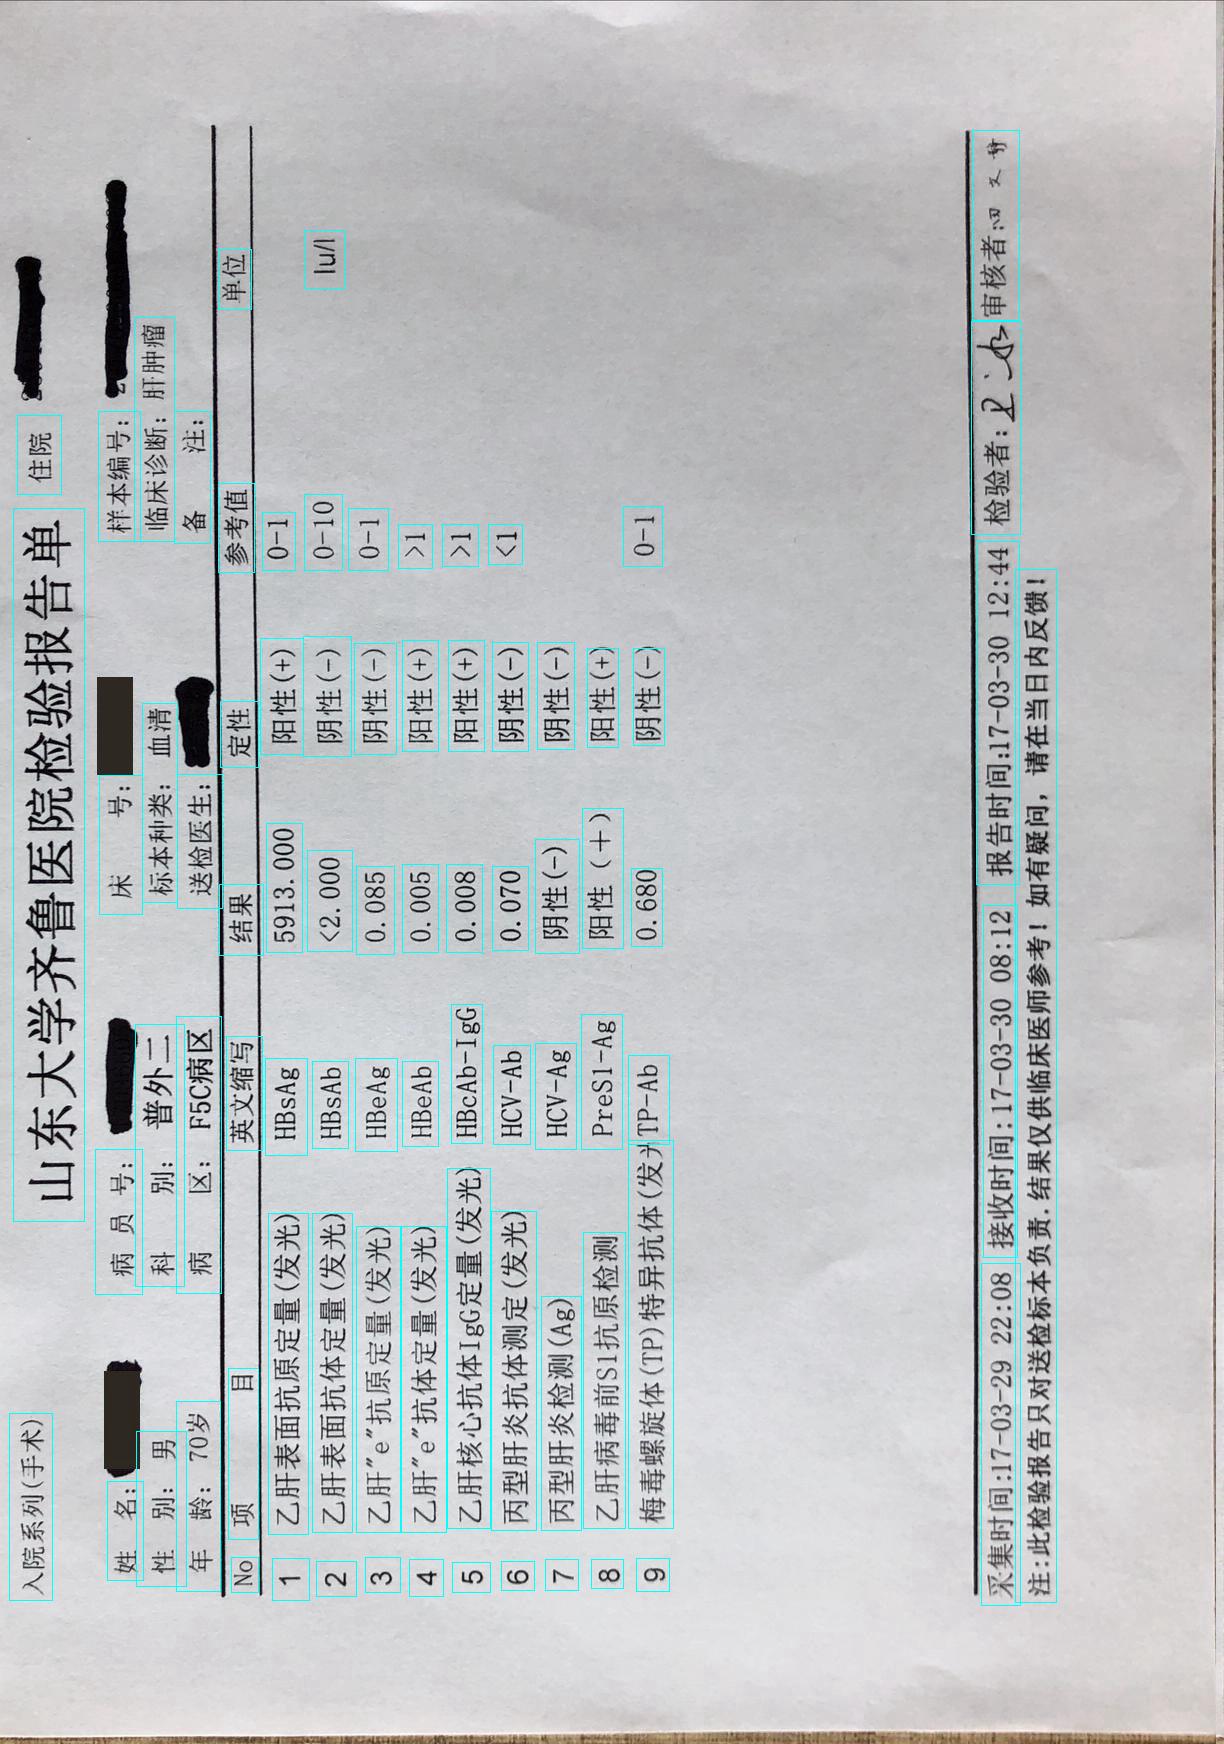 入院系列(手术)
山东大学齐鲁医院检验报告单 住院
姓 名: 病 员 号: 床 号: 样本编号:
性 别: 男 科 别: 普外二 标本种类: 血清 临床诊断: 肝肿瘤
年 龄: 70岁 病 区: F5C病区 送检医生: 备 注:
No 项 目 英文缩写 结果 定性 参考值 单位
1 乙肝表面抗原定量(发光) HBsAg 5913.000 阳性(+) 0-1
2 乙肝表面抗体定量(发光) HBsAb <2.000 阴性(-) 0-10 Iu/l
3 乙肝"e"抗原定量(发光) HBeAg 0.085 阴性(-) 0-1
4 乙肝"e"抗体定量(发光) HBeAb 0.005 阳性(+) >1
5 乙肝核心抗体IgG定量(发光) HBcAb-IgG 0.008 阳性(+) >1
6 丙型肝炎抗体测定(发光) HCV-Ab 0.070 阴性(-) <1
7 丙型肝炎检测(Ag) HCV-Ag 阴性(-) 阴性(-)
8 乙肝病毒前S1抗原检测 PreS1-Ag 阳性（+） 阳性(+)
9 梅毒螺旋体(TP)特异抗体(发光 TP-Ab 0.680 阴性(-) 0-1
采集时间:17-03-29 22:08 接收时间:17-03-30 08:12 报告时间:17-03-30 12:44 检验者: 审核者:
注:此检验报告只对送检标本负责.结果仅供临床医师参考! 如有疑问, 请在当日内反馈!